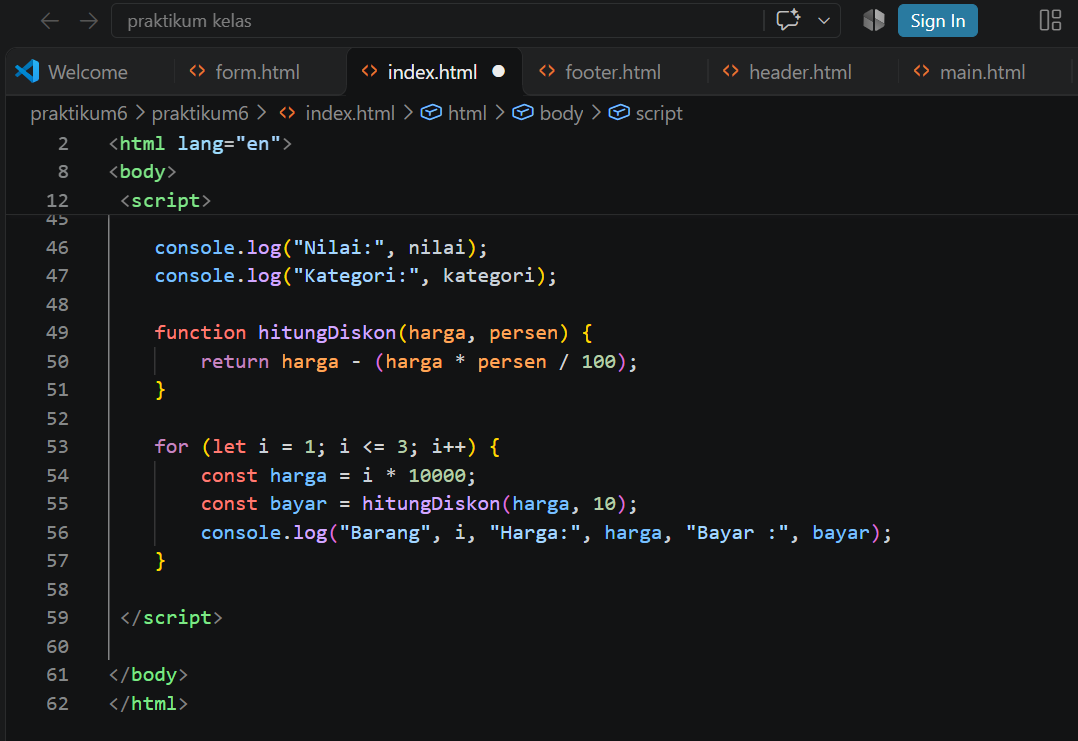 praktikum kelas
Sign In
Welcome
form.html
index.html
footer.html
header.html
main.html
praktikum6 > praktikum6 > index.html > html > body > script
2 <html lang="en">
8 <body>
12 <script>
45
46 console.log("Nilai:", nilai);
47 console.log("Kategori:", kategori);
48
49 function hitungDiskon(harga, persen) {
50 return harga - (harga * persen / 100);
51 }
52
53 for (let i = 1; i <= 3; i++) {
54 const harga = i * 10000;
55 const bayar = hitungDiskon(harga, 10);
56 console.log("Barang", i, "Harga:", harga, "Bayar :", bayar);
57 }
58
59 </script>
60
61 </body>
62 </html>